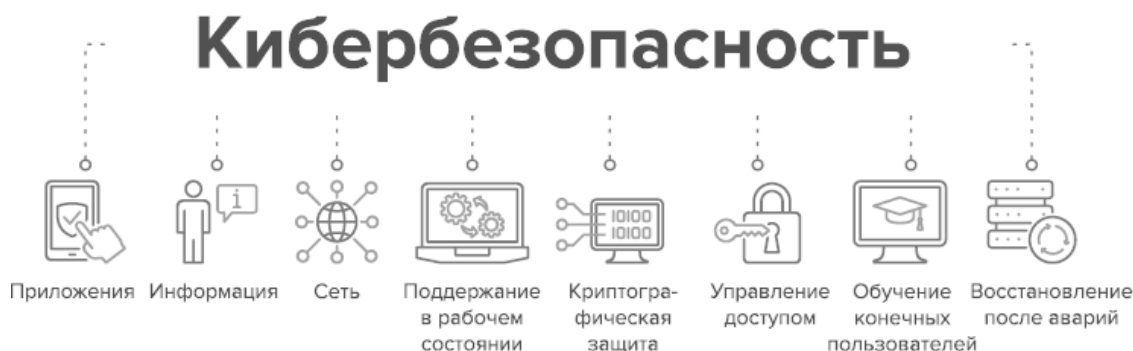 Кибербезопасность
i
10100
10100
Приложения
Информация
Сеть
Поддержание
в рабочем
состоянии
Криптогра-
фическая
защита
Управление
доступом
Обучение
конечных
пользователей
Восстановление
после аварий